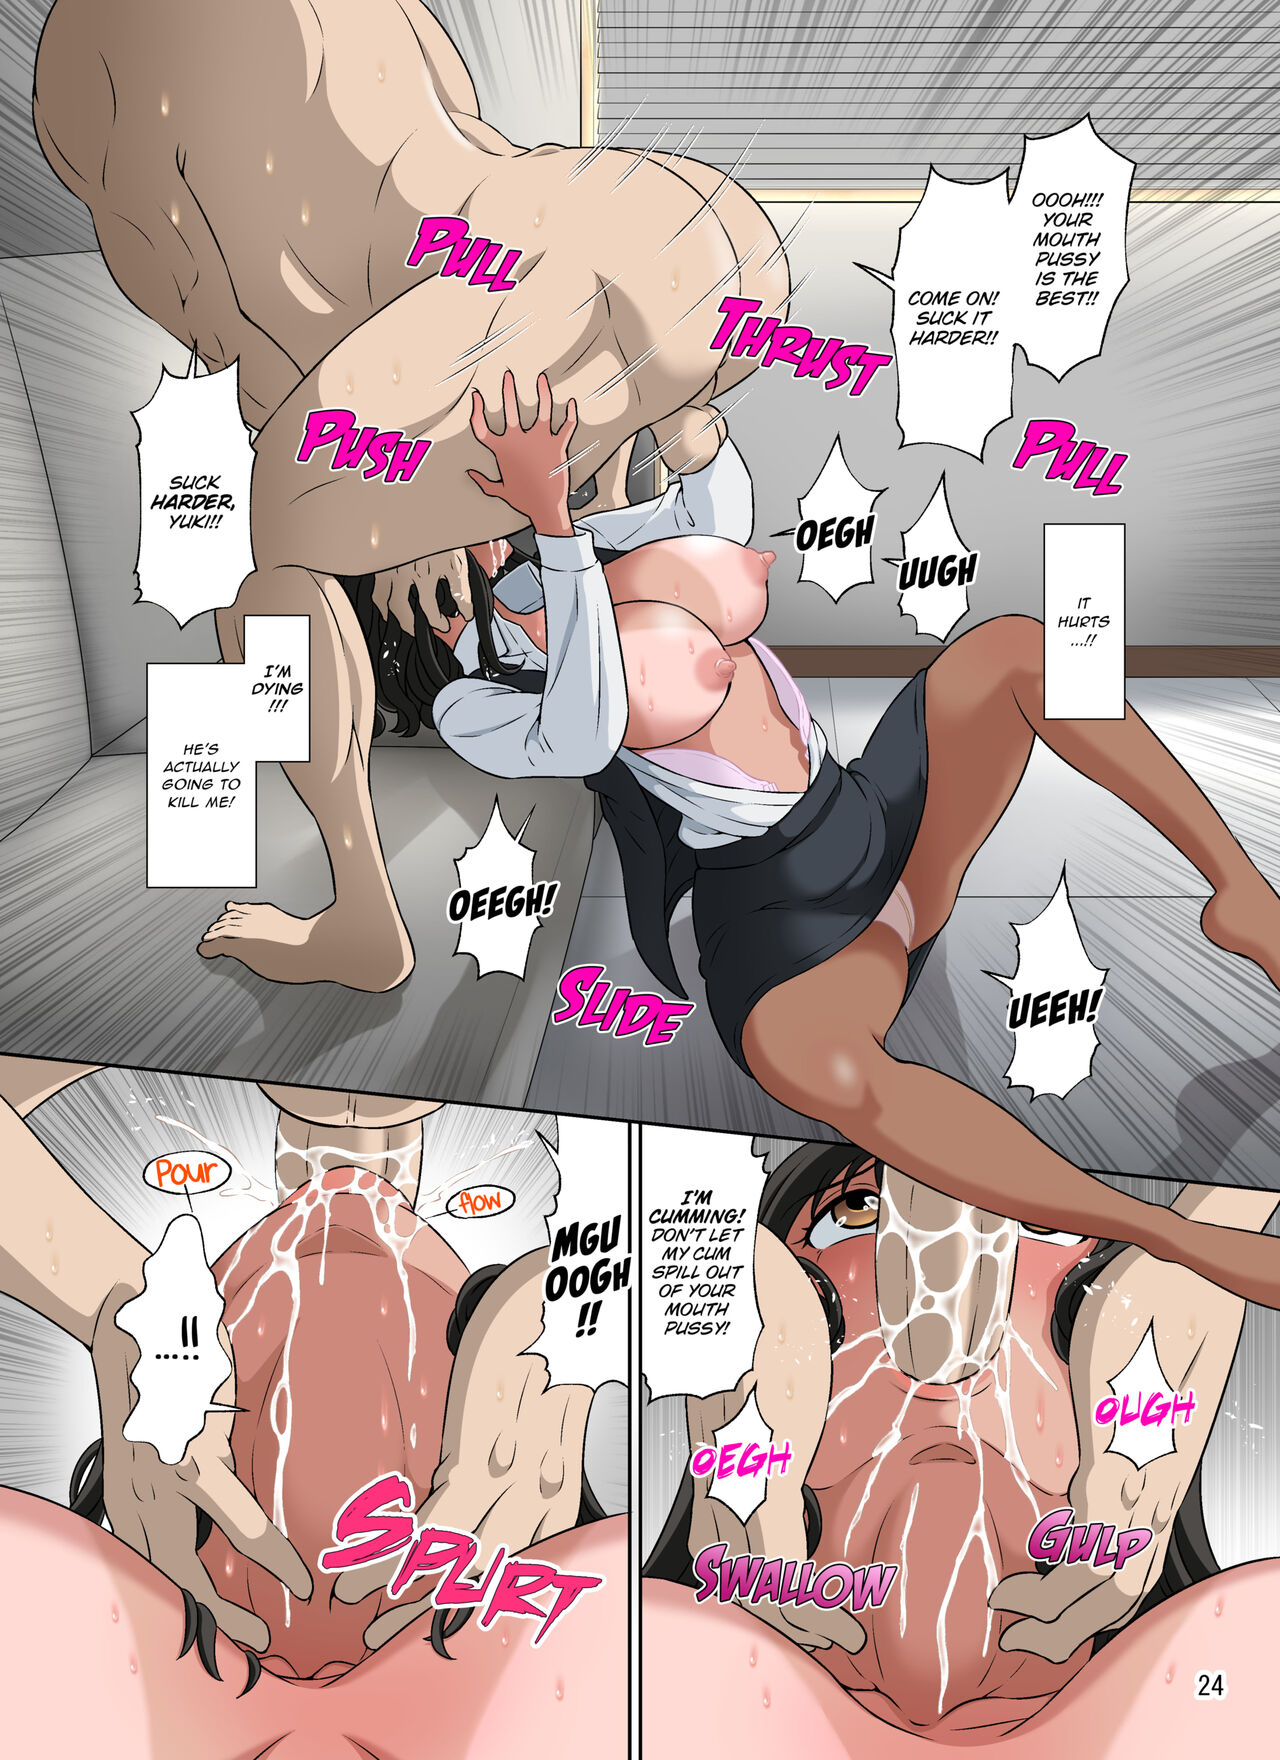 OOOH!!!
YOUR
MOUTH
PUSSY
IS THE
BEST!!
COME ON!
SUCK IT
HARDER!!
PULL
THRUST
PUSH
PULL
SUCK
HARDER,
YUKI!!
OEGH
UUGH
IT
HURTS
...!!
I'M
DYING
!!!
HE'S
ACTUALLY
GOING TO
KILL ME!
OEEGH!
UEEH!
SLIDE
POUR
FLOW
MGU
OOGH
!!
.....!!
SPURT
I'M
CUMMING!
DON'T LET
MY CUM
SPILL OUT
OF YOUR
MOUTH
PUSSY!
OUGH
OEGH
GULP
SWALLOW
24